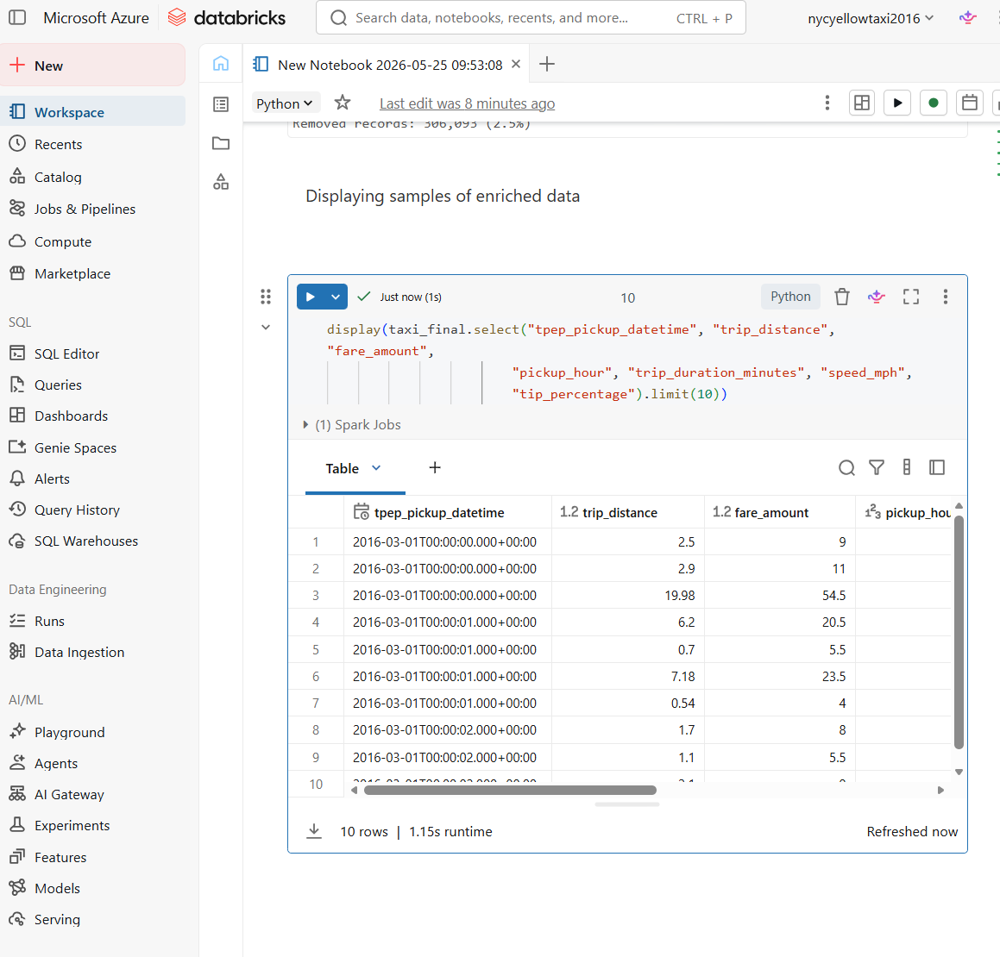 Microsoft Azure
databricks
Search data, notebooks, recents, and more...
CTRL + P
nycyellowtaxi2016
New
Workspace
Recents
Catalog
Jobs & Pipelines
Compute
Marketplace
SQL
SQL Editor
Queries
Dashboards
Genie Spaces
Alerts
Query History
SQL Warehouses
Data Engineering
Runs
Data Ingestion
AI/ML
Playground
Agents
AI Gateway
Experiments
Features
Models
Serving
New Notebook 2026-05-25 09:53:08
Python
Last edit was 8 minutes ago
Removed records: 306,093 (2.5%)
Displaying samples of enriched data
Just now (1s)
10
Python
display(taxi_final.select("tpep_pickup_datetime", "trip_distance",
"fare_amount",
"pickup_hour", "trip_duration_minutes", "speed_mph",
"tip_percentage").limit(10))
(1) Spark Jobs
Table
tpep_pickup_datetime 1.2 trip_distance 1.2 fare_amount 123 pickup_hou
1 2016-03-01T00:00:00.000+00:00 2.5 9
2 2016-03-01T00:00:00.000+00:00 2.9 11
3 2016-03-01T00:00:00.000+00:00 19.98 54.5
4 2016-03-01T00:00:01.000+00:00 6.2 20.5
5 2016-03-01T00:00:01.000+00:00 0.7 5.5
6 2016-03-01T00:00:01.000+00:00 7.18 23.5
7 2016-03-01T00:00:01.000+00:00 0.54 4
8 2016-03-01T00:00:02.000+00:00 1.7 8
9 2016-03-01T00:00:02.000+00:00 1.1 5.5
10
10 rows | 1.15s runtime
Refreshed now